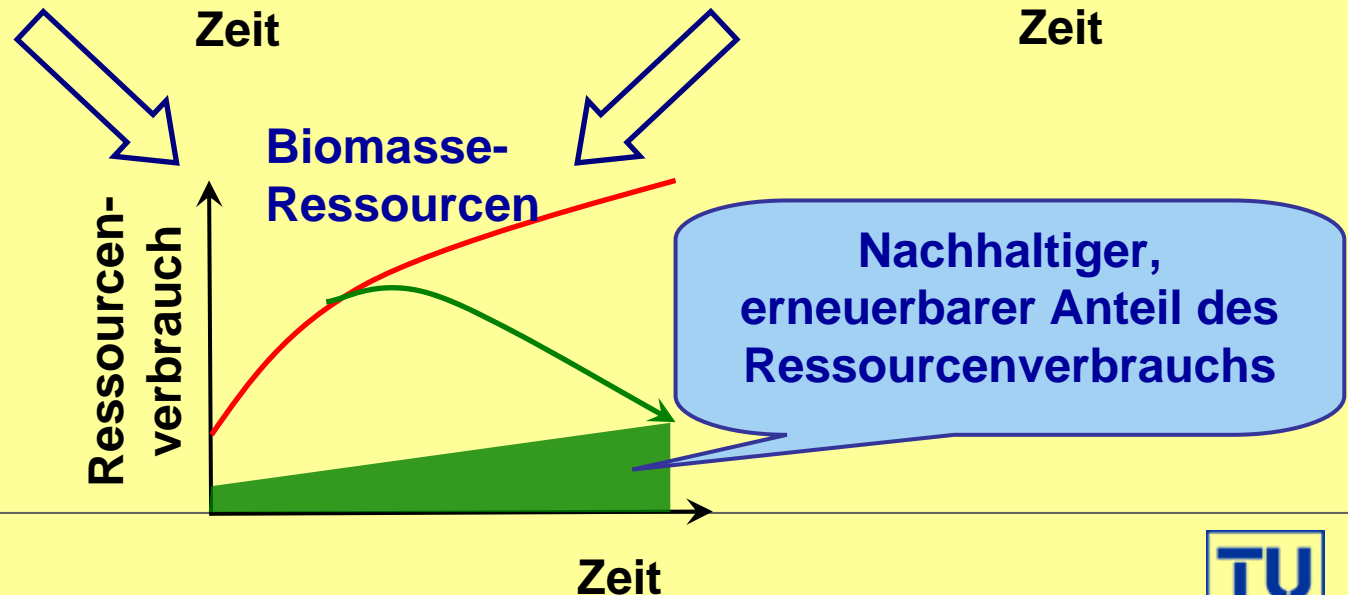 Zeit
Zeit
Biomasse-
Ressourcen
Ressourcen-
verbrauch
Nachhaltiger,
erneuerbarer Anteil des
Ressourcenverbrauchs
Zeit
TU